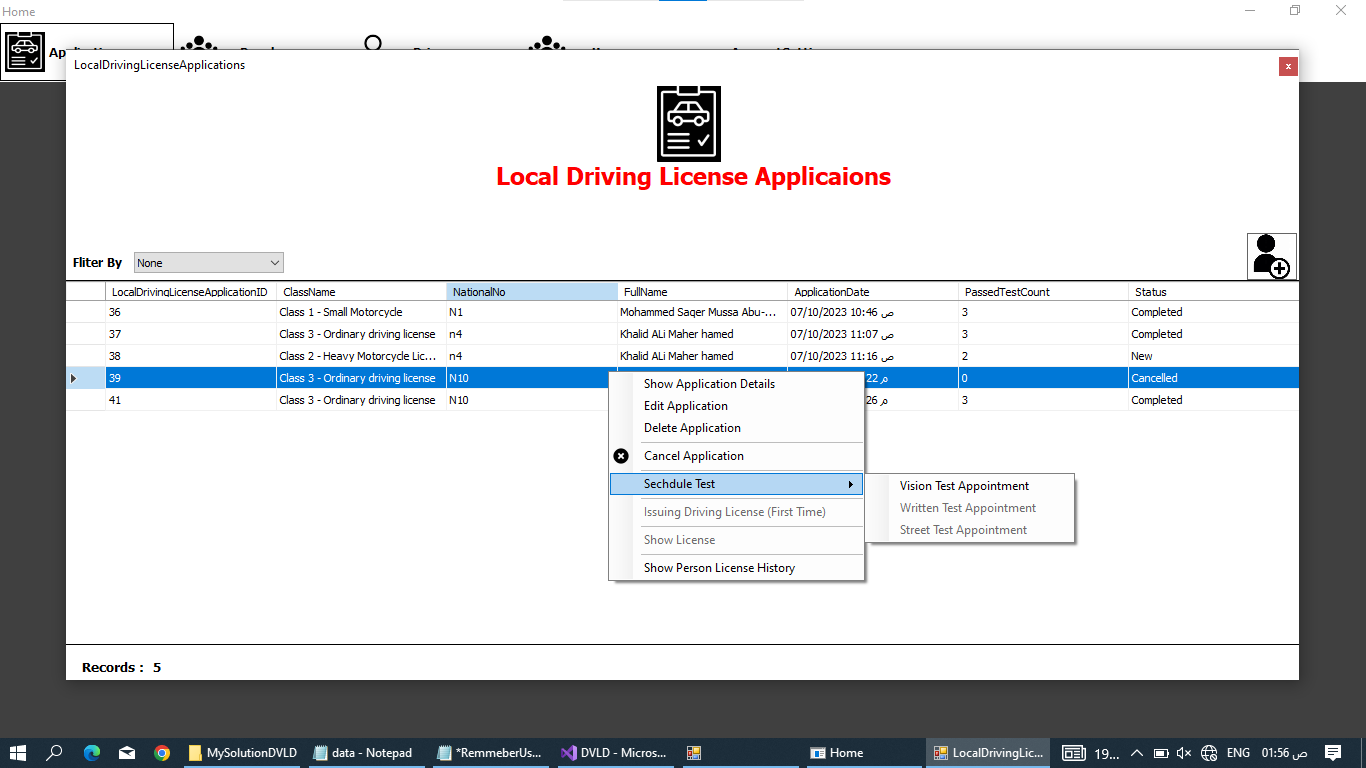 Home
LocalDrivingLicenseApplications
x
Local Driving License Applicaions
Fliter By None
LocalDrivingLicenseApplicationID ClassName NationalNo FullName ApplicationDate PassedTestCount Status
36 Class 1 - Small Motorcycle N1 Mohammed Saqer Mussa Abu-... 07/10/2023 10:46 ص 3 Completed
37 Class 3 - Ordinary driving license n4 Khalid ALi Maher hamed 07/10/2023 11:07 ص 3 Completed
38 Class 2 - Heavy Motorcycle Lic... n4 Khalid ALi Maher hamed 07/10/2023 11:16 ص 2 New
39 Class 3 - Ordinary driving license N10 22 م 0 Cancelled
41 Class 3 - Ordinary driving license N10 26 م 3 Completed
Show Application Details
Edit Application
Delete Application
Cancel Application
Sechdule Test
Vision Test Appointment
Written Test Appointment
Street Test Appointment
Issuing Driving License (First Time)
Show License
Show Person License History
Records : 5
MySolutionDVLD data - Notepad *RemmeberUs... DVLD - Micros... Home LocalDrivingLic... 19... ENG 01:56 ص